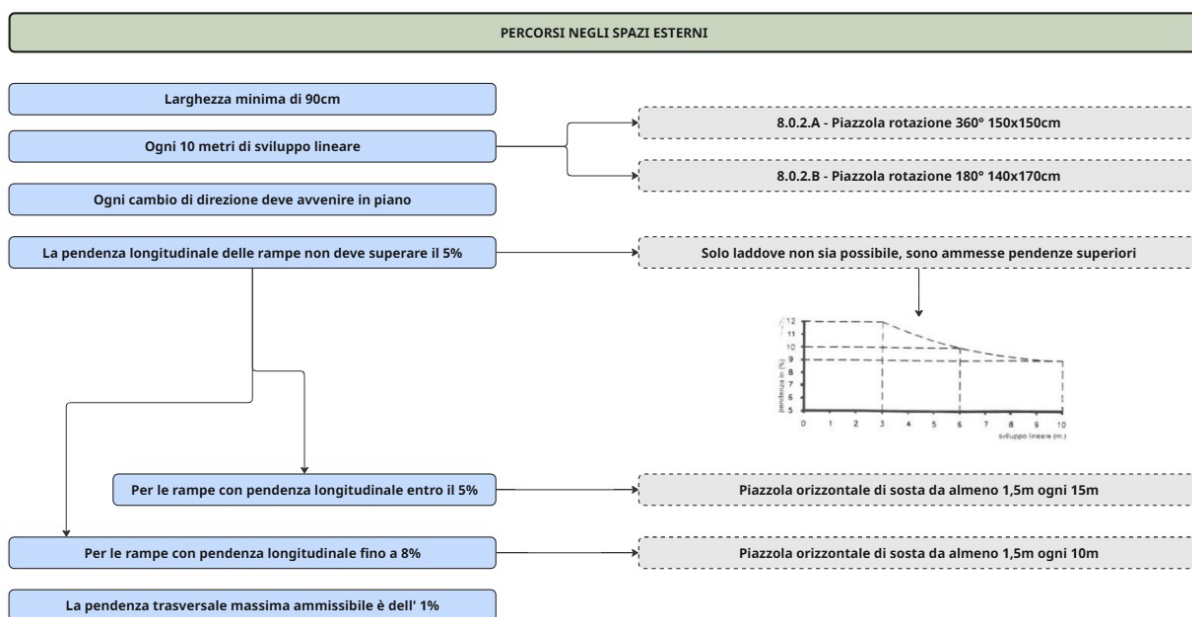 PERCORSI NEGLI SPAZI ESTERNI
Larghezza minima di 90cm
Ogni 10 metri di sviluppo lineare
8.0.2.A - Piazzola rotazione 360° 150x150cm
8.0.2.B - Piazzola rotazione 180° 140x170cm
Ogni cambio di direzione deve avvenire in piano
La pendenza longitudinale delle rampe non deve superare il 5%
Solo laddove non sia possibile, sono ammesse pendenze superiori
pendenza in (%)
12
11
10
9
8
7
6
5
0 1 2 3 4 5 6 7 8 9 10
sviluppo lineare (m.)
Per le rampe con pendenza longitudinale entro il 5%
Piazzola orizzontale di sosta da almeno 1,5m ogni 15m
Per le rampe con pendenza longitudinale fino a 8%
Piazzola orizzontale di sosta da almeno 1,5m ogni 10m
La pendenza trasversale massima ammissibile è dell' 1%